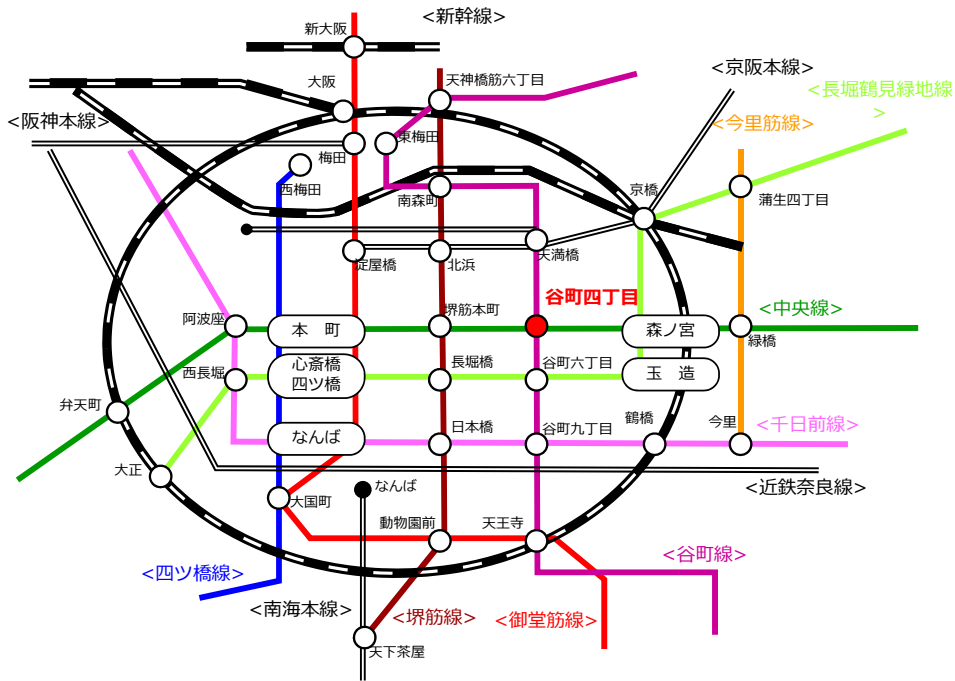 <新幹線>
新大阪
大阪
天神橋筋六丁目
<京阪本線>
<長堀鶴見緑地線
>
<阪神本線>
<今里筋線>
東梅田
梅田
西梅田
京橋
南森町
蒲生四丁目
天満橋
淀屋橋
北浜
谷町四丁目
<中央線>
堺筋本町
阿波座
本　町
森ノ宮
緑橋
心斎橋
四ツ橋
長堀橋
谷町六丁目
西長堀
玉　造
弁天町
鶴橋
今里
<千日前線>
日本橋
谷町九丁目
なんば
大正
なんば
<近鉄奈良線>
大国町
動物園前
天王寺
<谷町線>
<四ツ橋線>
<南海本線>
<堺筋線>
<御堂筋線>
天下茶屋